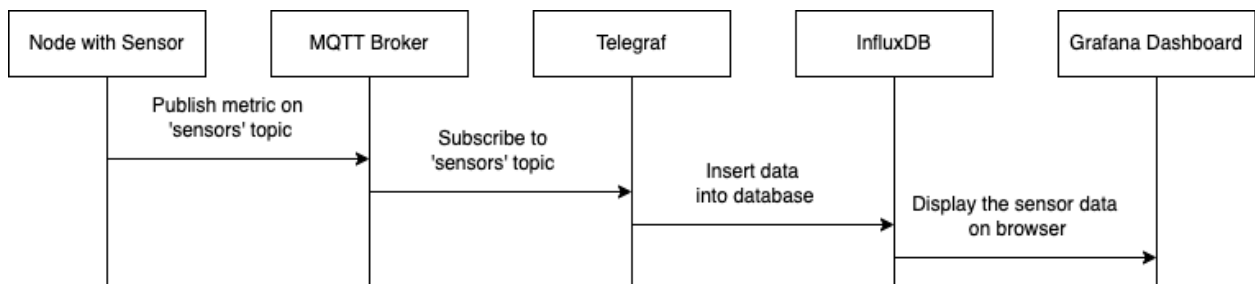 Node with Sensor
MQTT Broker
Telegraf
InfluxDB
Grafana Dashboard
Publish metric on
'sensors' topic
Subscribe to
'sensors' topic
Insert data
into database
Display the sensor data
on browser